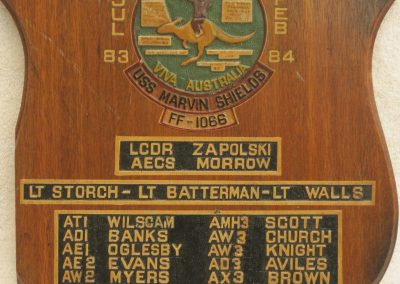 JUL
FEB
83
84
VIVA AUSTRALIA
USS MARVIN SHIELDS
FF-1066
LCDR ZAPOLSKI
AECS MORROW
LT STORCH - LT BATTERMAN - LT WALLS
AT1 WILSCAM AMH3 SCOTT
AD1 BANKS AW3 CHURCH
AE1 OGLESBY AW3 KNIGHT
AE2 EVANS AD3 AVILES
AW2 MYERS AX3 BROWN